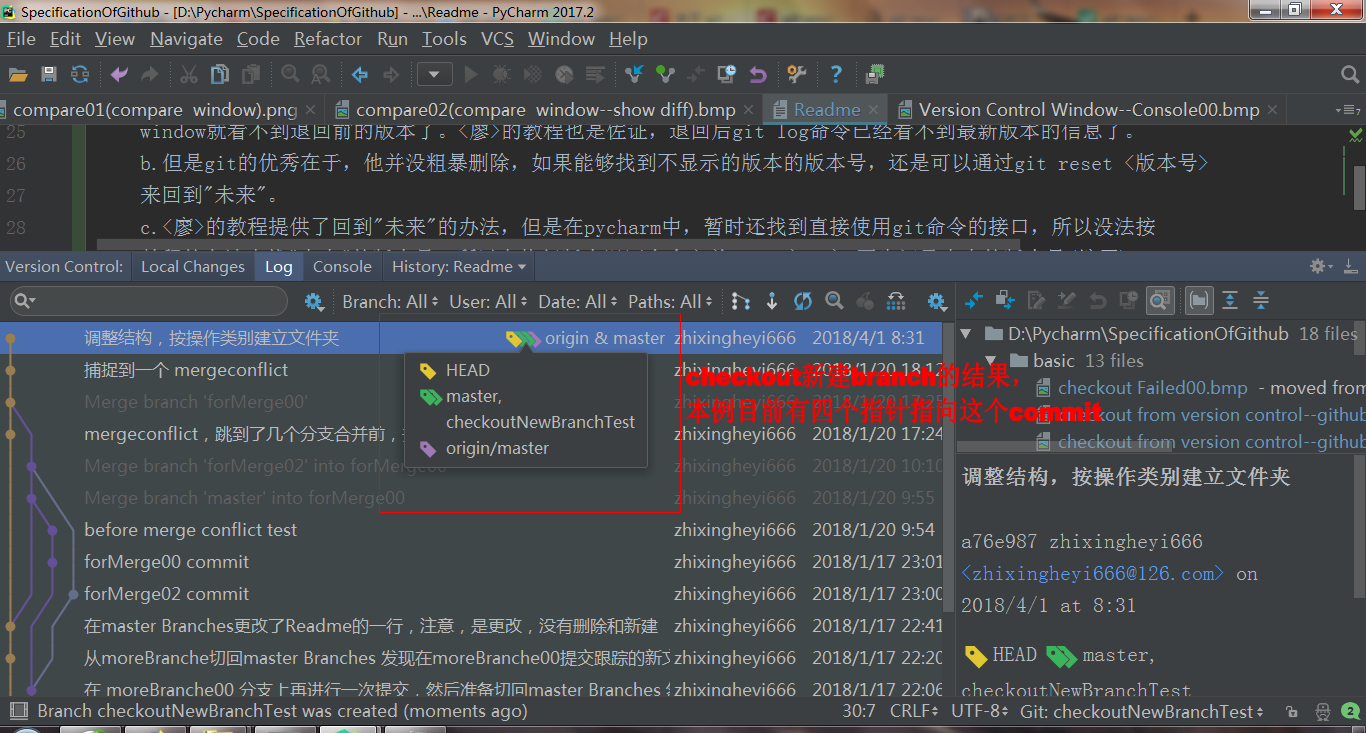 SpecificationOfGithub - [D:\Pycharm\SpecificationOfGithub] - ...\Readme - PyCharm 2017.2
File Edit View Navigate Code Refactor Run Tools VCS Window Help
compare01(compare window).png
compare02(compare window--show diff).bmp
Readme
Version Control Window--Console00.bmp
25 window就看不到退回前的版本了。<廖>的教程也是佐证，退回后git log命令已经看不到最新版本的信息了。
26 b.但是git的优秀在于，他并没粗暴删除，如果能够找到不显示的版本的版本号，还是可以通过git reset <版本号>
27 来回到"未来"。
28 c.<廖>的教程提供了回到"未来"的办法，但是在pycharm中，暂时还找到直接使用git命令的接口，所以没法按
Version Control: Local Changes Log Console History: Readme
Branch: All User: All Date: All Paths: All
调整结构，按操作类别建立文件夹 origin & master zhixingheyi666 2018/4/1 8:31
捕捉到一个 mergeconflict zhixingheyi666
Merge branch 'forMerge00'
mergeconflict，跳到了几个分支合并前， zhixingheyi666 2018/1/20 17:24
Merge branch 'forMerge02' into forMerge00 zhixingheyi666 2018/1/20 10:10
Merge branch 'master' into forMerge00 zhixingheyi666 2018/1/20 9:55
before merge conflict test zhixingheyi666 2018/1/20 9:54
forMerge00 commit zhixingheyi666 2018/1/17 23:01
forMerge02 commit zhixingheyi666 2018/1/17 23:00
在master Branches更改了Readme的一行，注意，是更改，没有删除和新建 zhixingheyi666 2018/1/17 22:41
从moreBranche切回master Branches 发现在moreBranche00提交跟踪的新文 zhixingheyi666 2018/1/17 22:20
在 moreBranche00 分支上再进行一次提交，然后准备切回master Branches zhixingheyi666 2018/1/17 22:06
HEAD
master,
checkoutNewBranchTest
origin/master
checkout新建branch的结果，
本例目前有四个指针指向这个commit
D:\Pycharm\SpecificationOfGithub 18 files
basic 13 files
checkout Failed00.bmp - moved from
checkout from version control--github
checkout from version control--github
调整结构，按操作类别建立文件夹
a76e987 zhixingheyi666
<zhixingheyi666@126.com> on
2018/4/1 at 8:31
HEAD master,
checkoutNewBranchTest
Branch checkoutNewBranchTest was created (moments ago) 30:7 CRLF UTF-8 Git: checkoutNewBranchTest 2